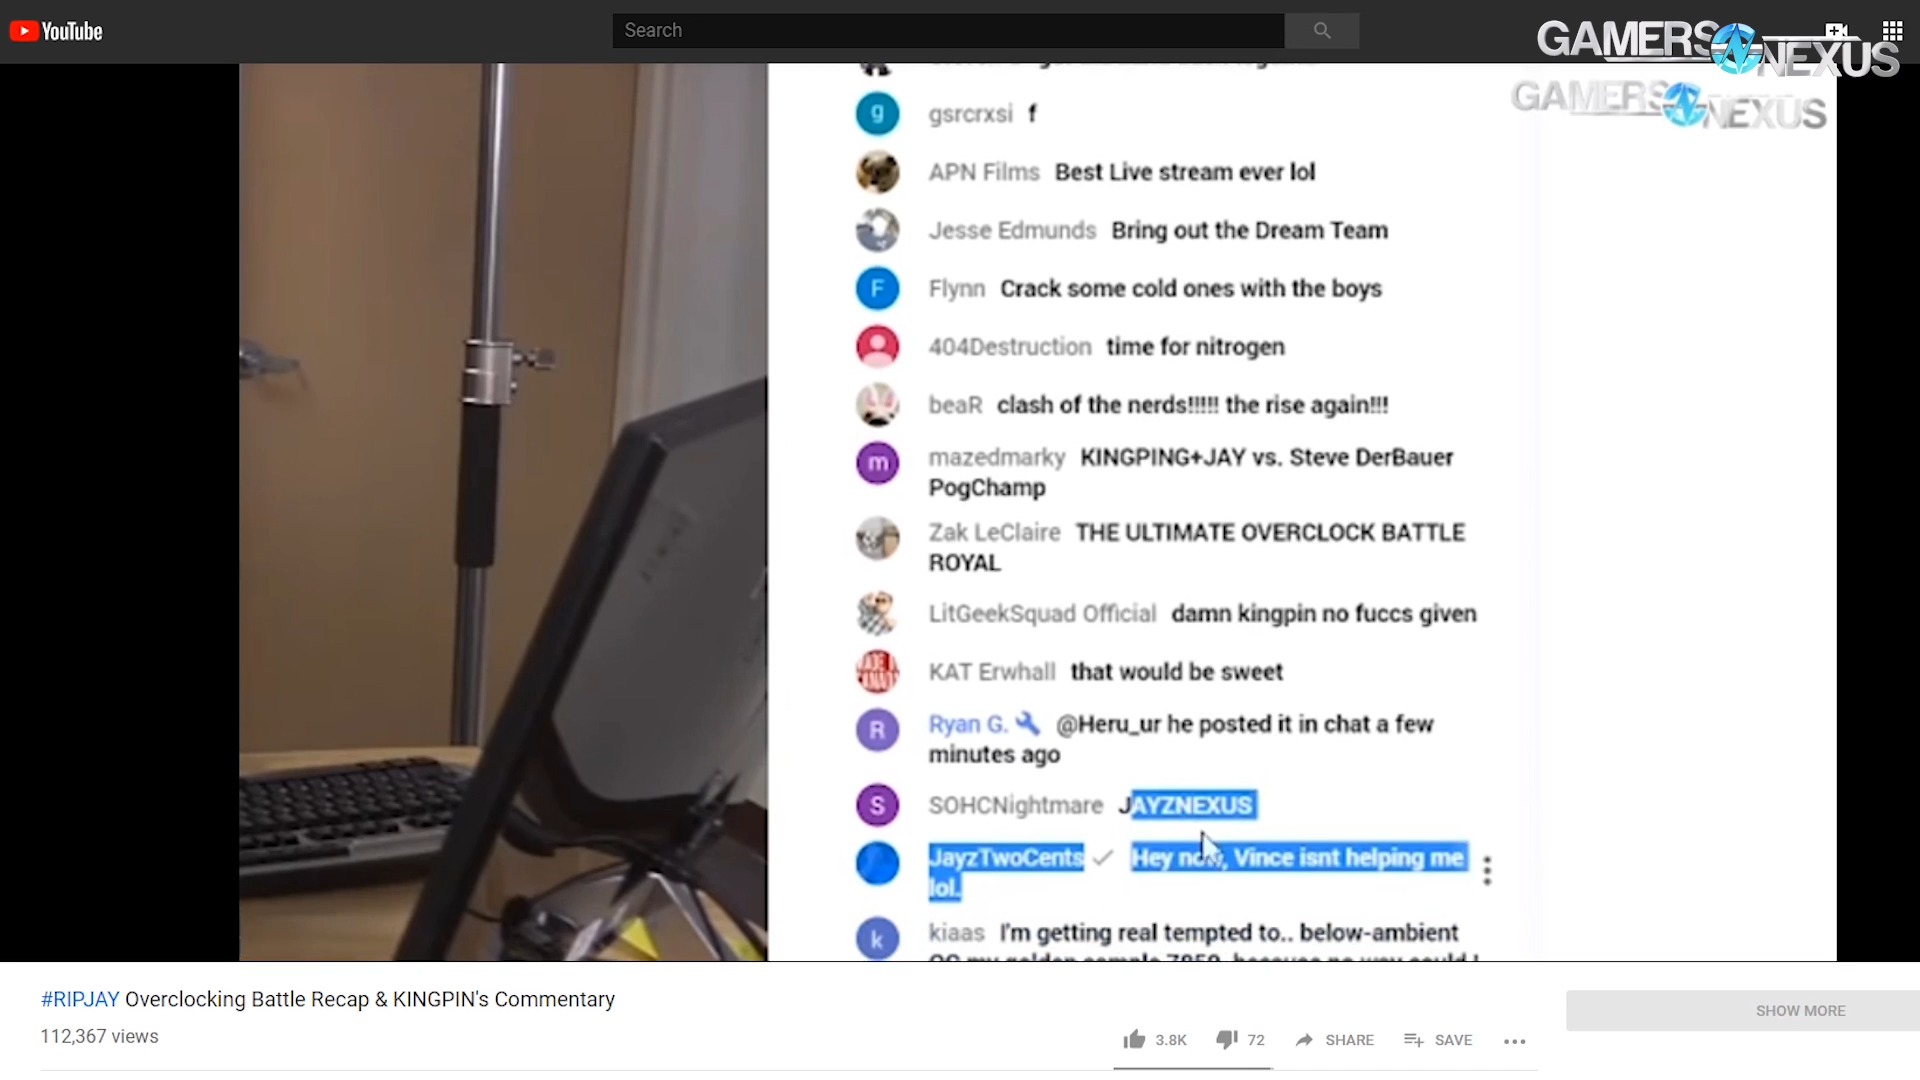 YouTube
Search
GAMERS NEXUS
GAMERS NEXUS
g
gsrcrxsi f
APN Films Best Live stream ever lol
Jesse Edmunds Bring out the Dream Team
F
Flynn Crack some cold ones with the boys
404Destruction time for nitrogen
beaR clash of the nerds!!!!! the rise again!!!
m
mazedmarky KINGPING+JAY vs. Steve DerBauer
PogChamp
Zak LeClaire THE ULTIMATE OVERCLOCK BATTLE
ROYAL
LitGeekSquad Official damn kingpin no fuccs given
KAT Erwhall that would be sweet
R
Ryan G. @Heru_ur he posted it in chat a few
minutes ago
S
SOHCNightmare JAYZNEXUS
JayzTwoCents Hey now, Vince isnt helping me
lol.
k
kiaas I'm getting real tempted to.. below-ambient
#RIPJAY Overclocking Battle Recap & KINGPIN's Commentary
SHOW MORE
112,367 views
3.8K 72 SHARE SAVE